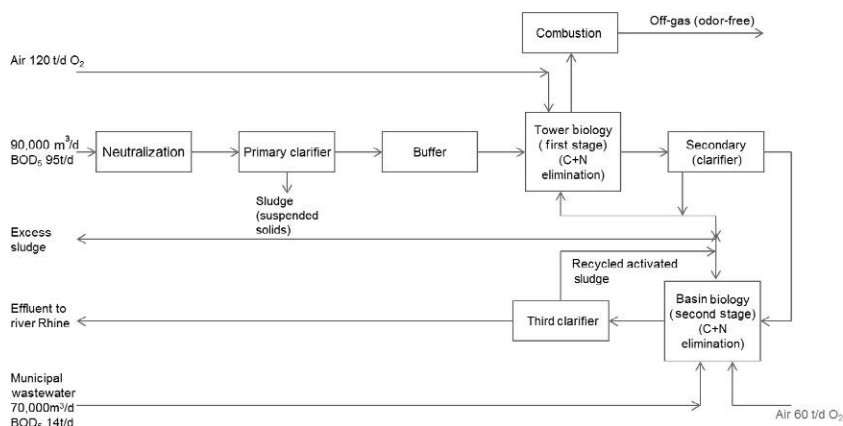 Combustion
Off-gas (odor-free)
Air 120 t/d O₂
90,000 m³/d
BOD₅ 95t/d
Neutralization
Primary clarifier
Buffer
Tower biology
(first stage)
(C+N
elimination)
Secondary
(clarifier)
Sludge
(suspended
solids)
Excess
sludge
Recycled activated
sludge
Effluent to
river Rhine
Third clarifier
Basin biology
(second stage)
(C+N
elimination)
Municipal
wastewater
70,000m³/d
BOD₅ 14t/d
Air 60 t/d O₂